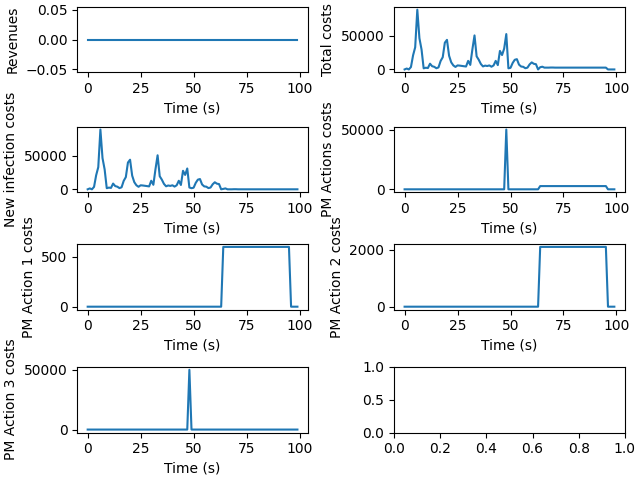 Revenues
0.05
0.00
−0.05
0 25 50 75 100
Time (s)
Total costs
50000
0
0 25 50 75 100
Time (s)
New infection costs
50000
0
0 25 50 75 100
Time (s)
PM Actions costs
50000
0
0 25 50 75 100
Time (s)
PM Action 1 costs
500
0
0 25 50 75 100
Time (s)
PM Action 2 costs
2000
0
0 25 50 75 100
Time (s)
PM Action 3 costs
50000
0
0 25 50 75 100
Time (s)
1.0
0.5
0.0
0.0 0.2 0.4 0.6 0.8 1.0